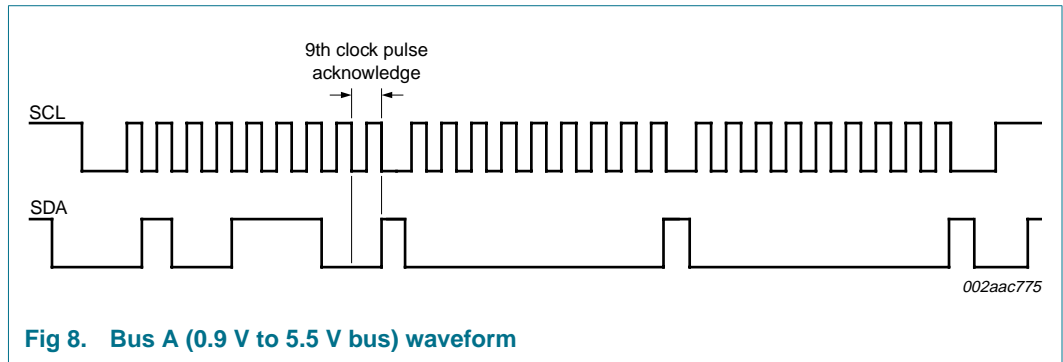 9th clock pulse
acknowledge
SCL
SDA
002aac775
Fig 8. Bus A (0.9 V to 5.5 V bus) waveform